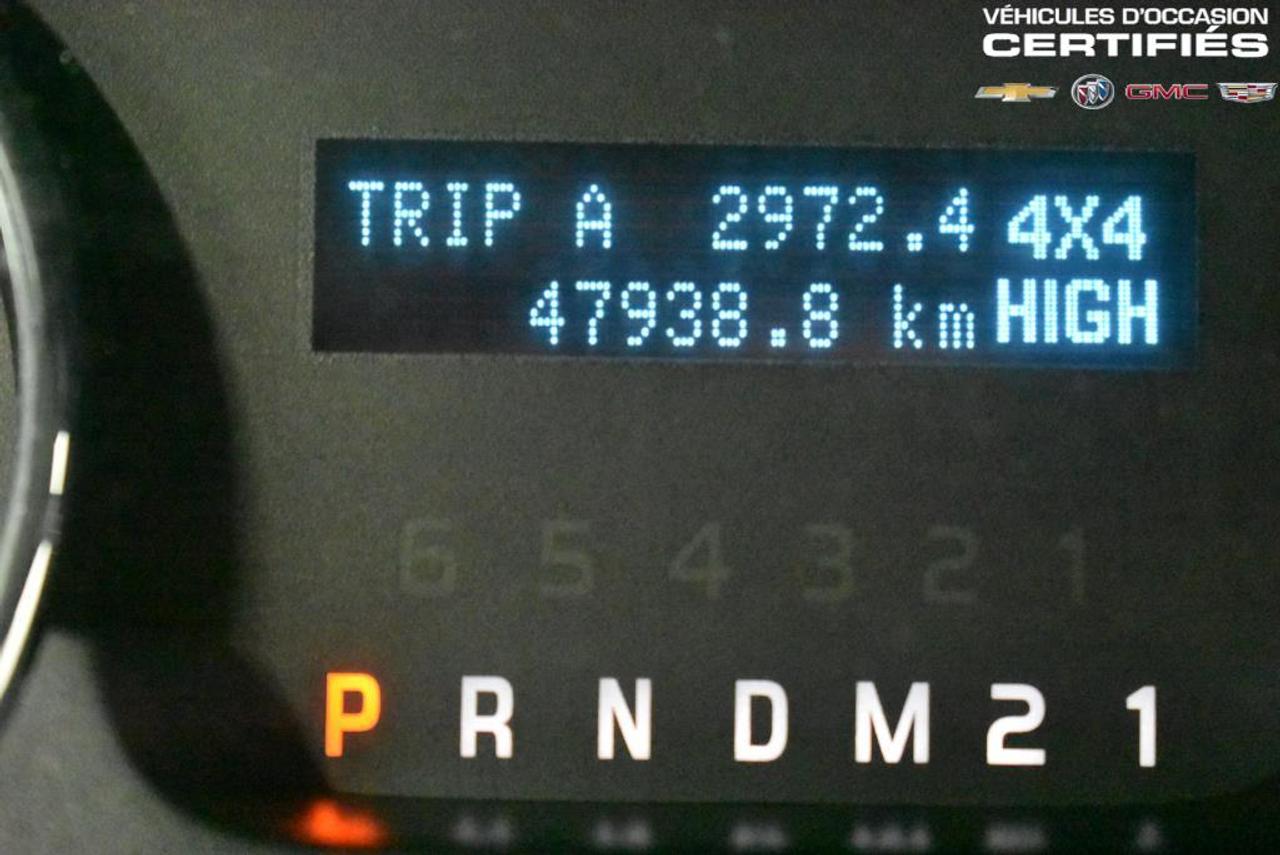 VÉHICULES D'OCCASION
CERTIFIÉS
GMC
TRIP A 2972.4 4X4
47938.8 km HIGH
6 5 4 3 2 1
P R N D M 2 1